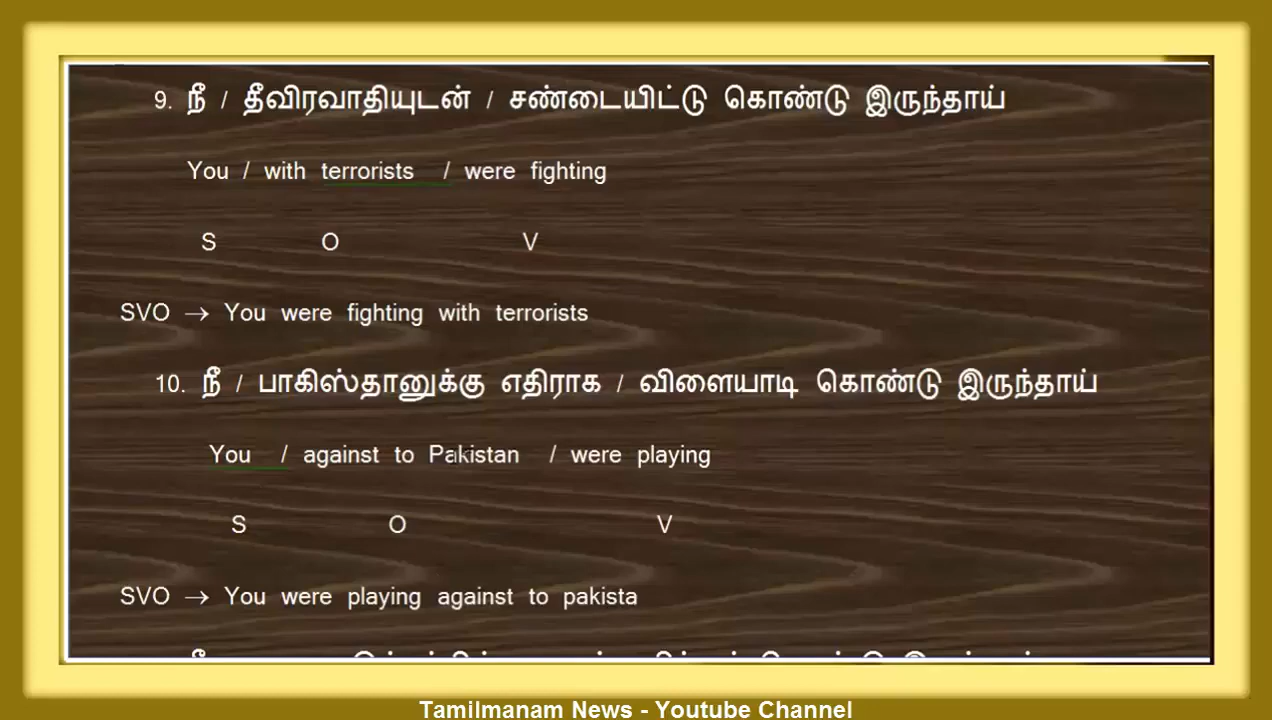 9. நீ / தீவிரவாதியுடன் / சண்டையிட்டு கொண்டு இருந்தாய்
You / with terrorists / were fighting
S O V
SVO → You were fighting with terrorists
10. நீ / பாகிஸ்தானுக்கு எதிராக / விளையாடி கொண்டு இருந்தாய்
You / against to Pakistan / were playing
S O V
SVO → You were playing against to pakista
Tamilmanam News - Youtube Channel